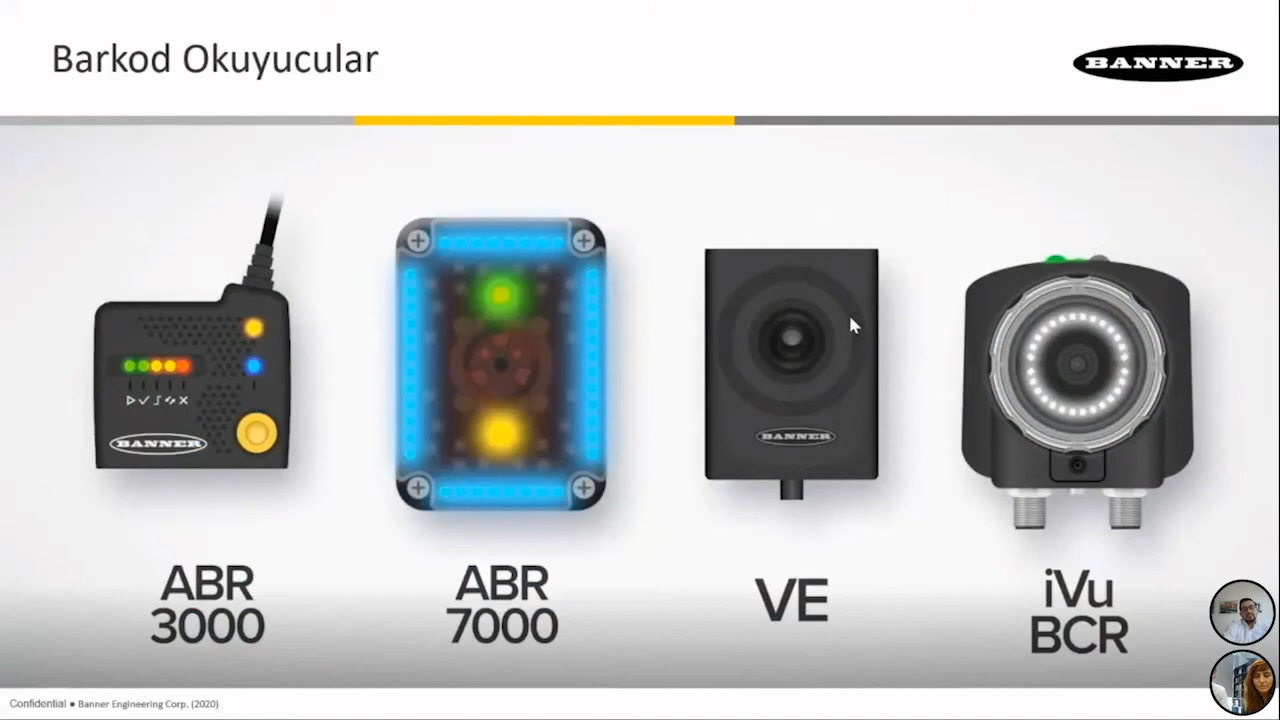 Barkod Okuyucular
BANNER
BANNER
BANNER
ABR
3000
ABR
7000
VE
iVu
BCR
Confidential ● Banner Engineering Corp. (2020)